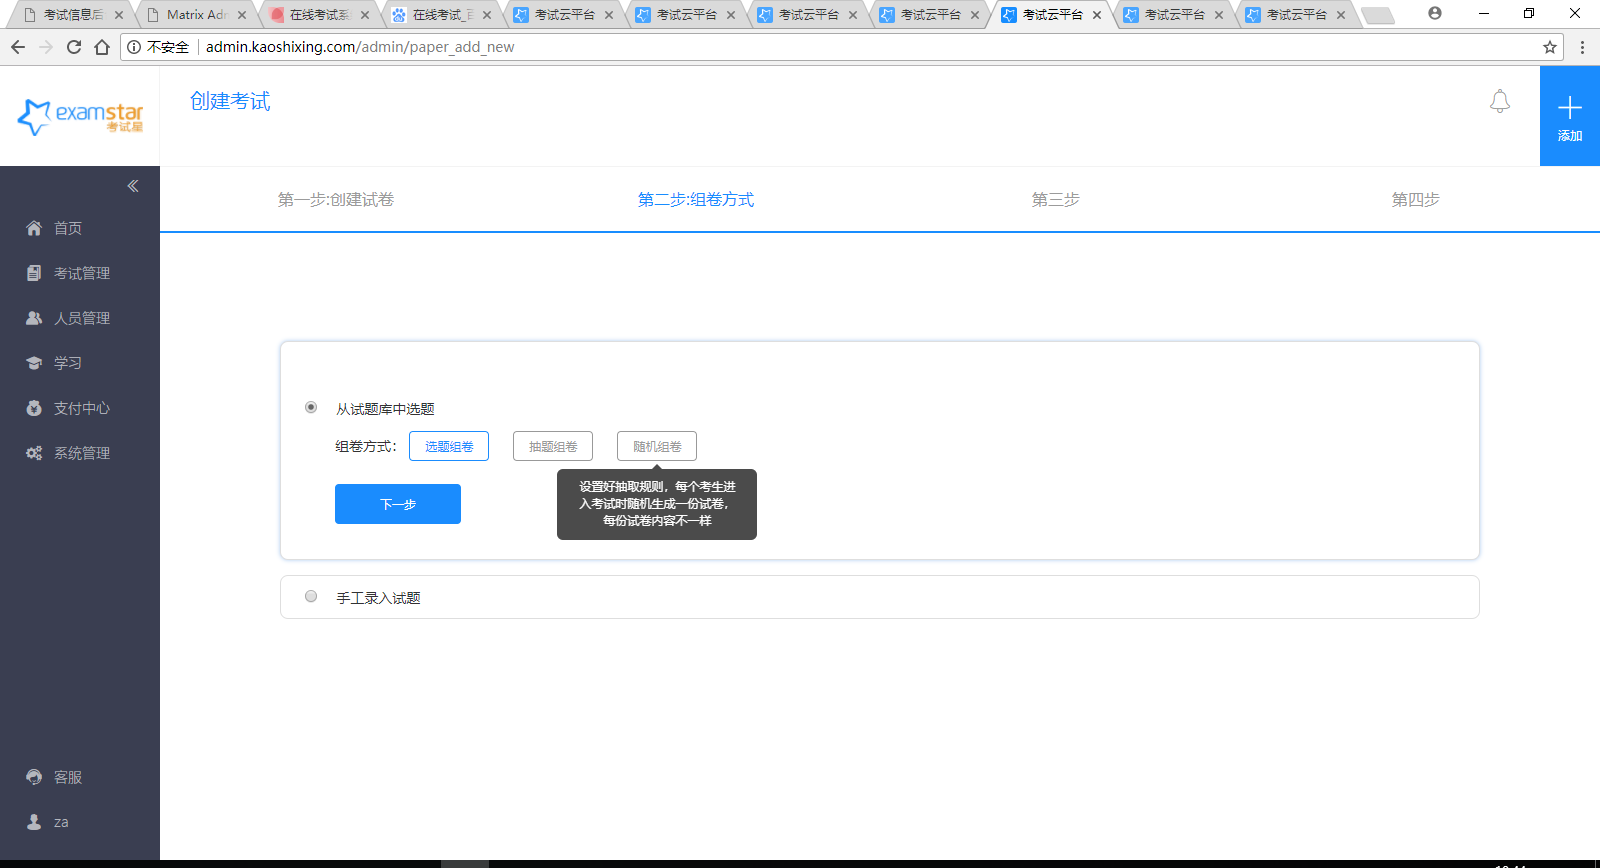 考试信息后
Matrix Adm
在线考试系
在线考试_百
考试云平台
考试云平台
考试云平台
考试云平台
考试云平台
考试云平台
考试云平台
不安全
admin.kaoshixing.com/admin/paper_add_new
examstar
考试星
创建考试
添加
第一步:创建试卷
第二步:组卷方式
第三步
第四步
首页
考试管理
人员管理
学习
支付中心
系统管理
客服
za
从试题库中选题
组卷方式：
选题组卷
抽题组卷
随机组卷
下一步
设置好抽取规则，每个考生进
入考试时随机生成一份试卷，
每份试卷内容不一样
手工录入试题